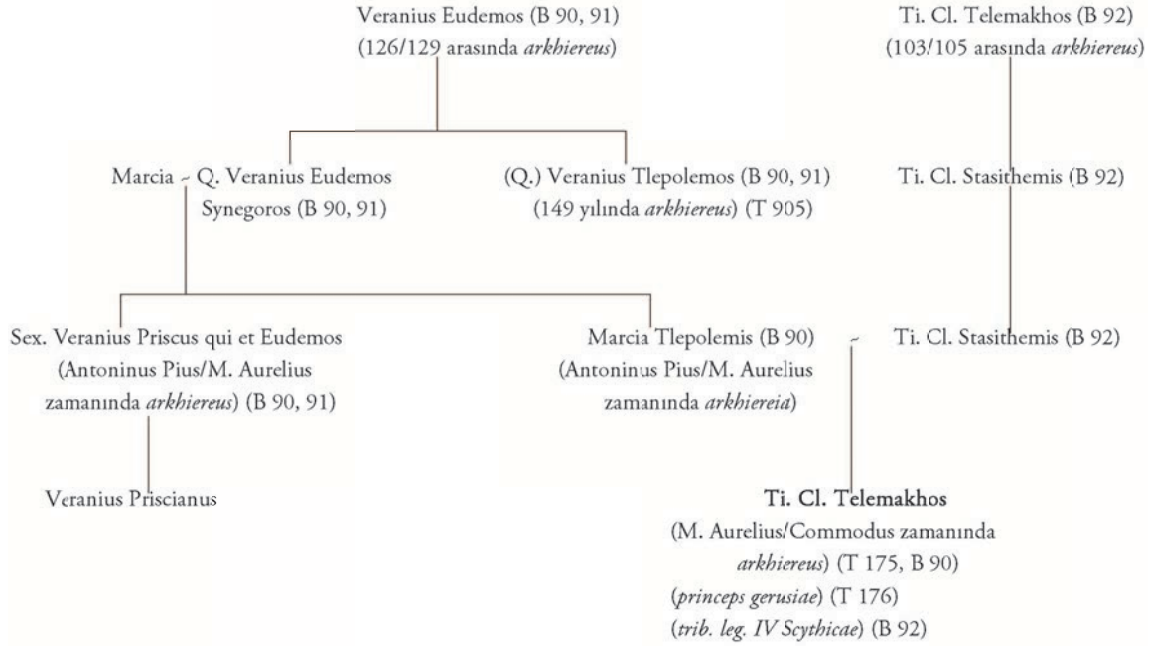 Veranius Eudemos (B 90, 91)
(126/129 arasında arkhiereus)
Ti. Cl. Telemakhos (B 92)
(103/105 arasında arkhiereus)
Marcia ~ Q. Veranius Eudemos
Synegoros (B 90, 91)
(Q.) Veranius Tlepolemos (B 90, 91)
(149 yılında arkhiereus) (T 905)
Ti. Cl. Stasithemis (B 92)
Sex. Veranius Priscus qui et Eudemos
(Antoninus Pius/M. Aurelius
zamanında arkhiereus) (B 90, 91)
Marcia Tlepolemis (B 90) ~ Ti. Cl. Stasithemis (B 92)
(Antoninus Pius/M. Aurelius
zamanında arkhiereia)
Veranius Priscianus
Ti. Cl. Telemakhos
(M. Aurelius/Commodus zamanında
arkhiereus) (T 175, B 90)
(princeps gerusiae) (T 176)
(trib. leg. IV Scythicae) (B 92)